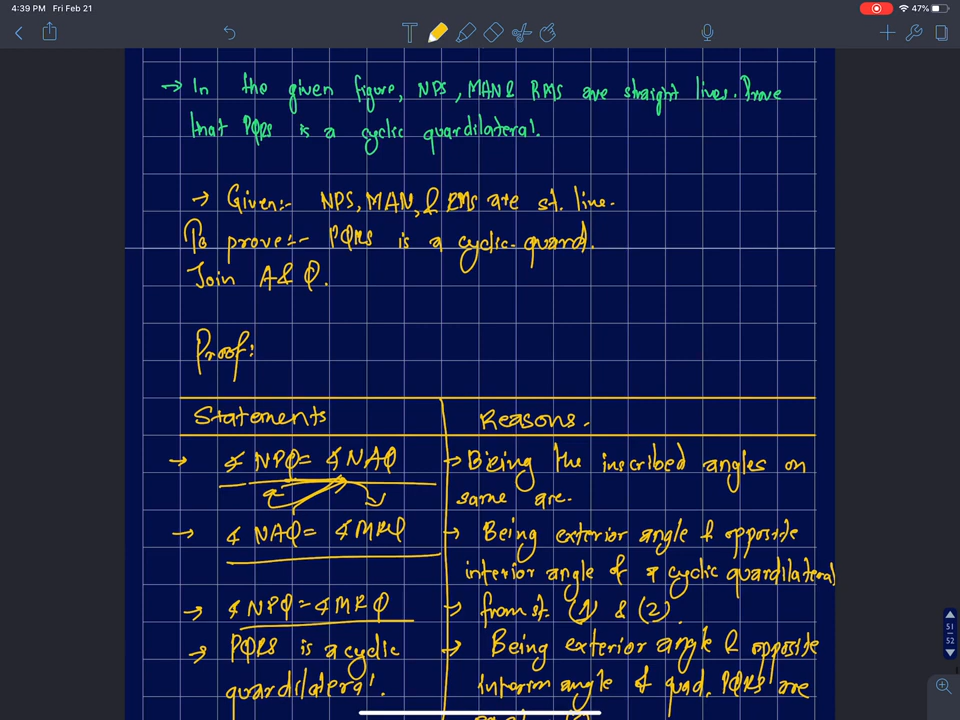 4:39 PM Fri Feb 21
47%
→ In the given figure, NPS, MAN & RMS are straight lines. Prove
that PQRS is a cyclic quardilateral.
→ Given:- NPS, MAN, & RMS are st. line.
To prove:- PQRS is a cyclic quard.
Join A & Q.
Proof:
Statements
Reasons.
→ ∡ NPQ = ∡ NAQ
→ Being the inscribed angles on
same arc.
→ ∡ NAQ = ∡ MRQ
→ Being exterior angle & opposite
interior angle of a cyclic quardilateral
→ ∡ NPQ = ∡ MRQ
→ from st. (1) & (2).
→ PQRS is a cyclic
quardilateral.
→ Being exterior angle & opposite
interior angle of quad. PQRS are
51
52